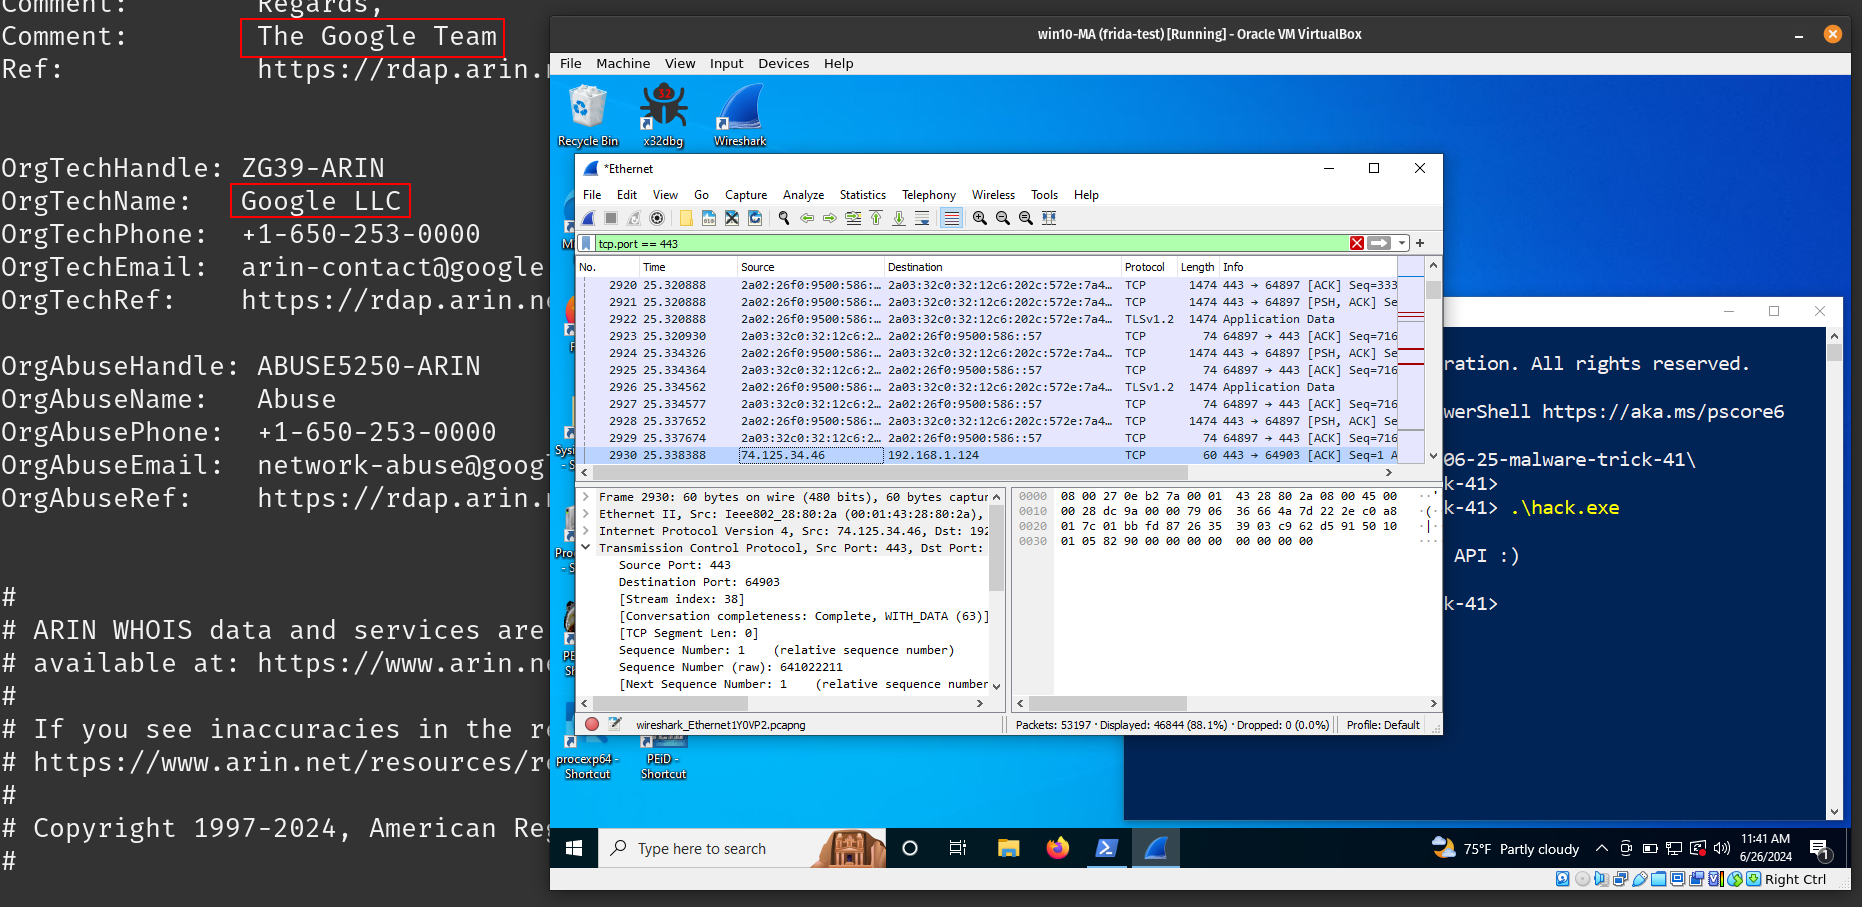 Comment: Regards,
Comment: The Google Team
Ref: https://rdap.arin.
OrgTechHandle: ZG39-ARIN
OrgTechName: Google LLC
OrgTechPhone: +1-650-253-0000
OrgTechEmail: arin-contact@google
OrgTechRef: https://rdap.arin.n
OrgAbuseHandle: ABUSE5250-ARIN
OrgAbuseName: Abuse
OrgAbusePhone: +1-650-253-0000
OrgAbuseEmail: network-abuse@googl
OrgAbuseRef: https://rdap.arin.
#
# ARIN WHOIS data and services are
# available at: https://www.arin.ne
#
# If you see inaccuracies in the r
# https://www.arin.net/resources/r
#
# Copyright 1997-2024, American Reg
#
win10-MA (frida-test) [Running] - Oracle VM VirtualBox
File Machine View Input Devices Help
Recycle Bin
32
x32dbg
Wireshark
*Ethernet
File Edit View Go Capture Analyze Statistics Telephony Wireless Tools Help
tcp.port == 443
No. Time Source Destination Protocol Length Info
2920 25.320888 2a02:26f0:9500:586:… 2a03:32c0:32:12c6:202c:572e:7a4… TCP 1474 443 → 64897 [ACK] Seq=333
2921 25.320888 2a02:26f0:9500:586:… 2a03:32c0:32:12c6:202c:572e:7a4… TCP 1474 443 → 64897 [PSH, ACK] Se
2922 25.320888 2a02:26f0:9500:586:… 2a03:32c0:32:12c6:202c:572e:7a4… TLSv1.2 1474 Application Data
2923 25.320930 2a03:32c0:32:12c6:2… 2a02:26f0:9500:586::57 TCP 74 64897 → 443 [ACK] Seq=716
2924 25.334326 2a02:26f0:9500:586:… 2a03:32c0:32:12c6:202c:572e:7a4… TCP 1474 443 → 64897 [PSH, ACK] Se
2925 25.334364 2a02:26f0:9500:586:… 2a02:26f0:9500:586::57 TCP 74 64897 → 443 [ACK] Seq=716
2926 25.334562 2a02:26f0:9500:586:… 2a03:32c0:32:12c6:202c:572e:7a4… TLSv1.2 1474 Application Data
2927 25.334577 2a03:32c0:32:12c6:2… 2a02:26f0:9500:586::57 TCP 74 64897 → 443 [ACK] Seq=716
2928 25.337652 2a02:26f0:9500:586:… 2a03:32c0:32:12c6:202c:572e:7a4… TCP 1474 443 → 64897 [PSH, ACK] Se
2929 25.337674 2a03:32c0:32:12c6:2… 2a02:26f0:9500:586::57 TCP 74 64897 → 443 [ACK] Seq=716
2930 25.338388 74.125.34.46 192.168.1.124 TCP 60 443 → 64903 [ACK] Seq=1 A
Frame 2930: 60 bytes on wire (480 bits), 60 bytes captur
Ethernet II, Src: Ieee802_28:80:2a (00:01:43:28:80:2a),
Internet Protocol Version 4, Src: 74.125.34.46, Dst: 192
Transmission Control Protocol, Src Port: 443, Dst Port:
Source Port: 443
Destination Port: 64903
[Stream index: 38]
[Conversation completeness: Complete, WITH_DATA (63)]
[TCP Segment Len: 0]
Sequence Number: 1 (relative sequence number)
Sequence Number (raw): 641022211
[Next Sequence Number: 1 (relative sequence number
0000 08 00 27 0e b2 7a 00 01 43 28 80 2a 08 00 45 00 ··'
0010 00 28 dc 9a 00 00 79 06 36 66 4a 7d 22 2e c0 a8 ·(
0020 01 7c 01 bb fd 87 26 35 39 03 c9 62 d5 91 50 10 ·|
0030 01 05 82 90 00 00 00 00 00 00 00 00 ···
wireshark_Ethernet1Y0VP2.pcapng
Packets: 53197 · Displayed: 46844 (88.1%) · Dropped: 0 (0.0%) Profile: Default
ration. All rights reserved.
werShell https://aka.ms/pscore6
06-25-malware-trick-41\
k-41>
k-41> .\hack.exe
API :)
k-41>
Sysi
- S
Proc
- S
PE
Sh
procexp64 - Shortcut
PEiD - Shortcut
Type here to search
75°F Partly cloudy
11:41 AM
6/26/2024
1
Right Ctrl